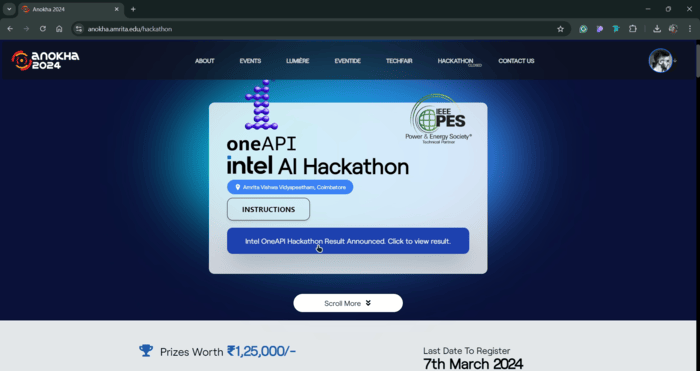 Anokha 2024
anokha.amrita.edu/hackathon
ANOKHA
2024
ABOUT
EVENTS
LUMIÈRE
EVENTIDE
TECHFAIR
HACKATHON
CLOSED
CONTACT US
IEEE
PES
Power & Energy Society®
Technical Partner
oneAPI
intel AI Hackathon
Amrita Vishwa Vidyapeetham, Coimbatore
INSTRUCTIONS
Intel OneAPI Hackathon Result Announced. Click to view result.
Scroll More
Prizes Worth ₹1,25,000/-
Last Date To Register
7th March 2024